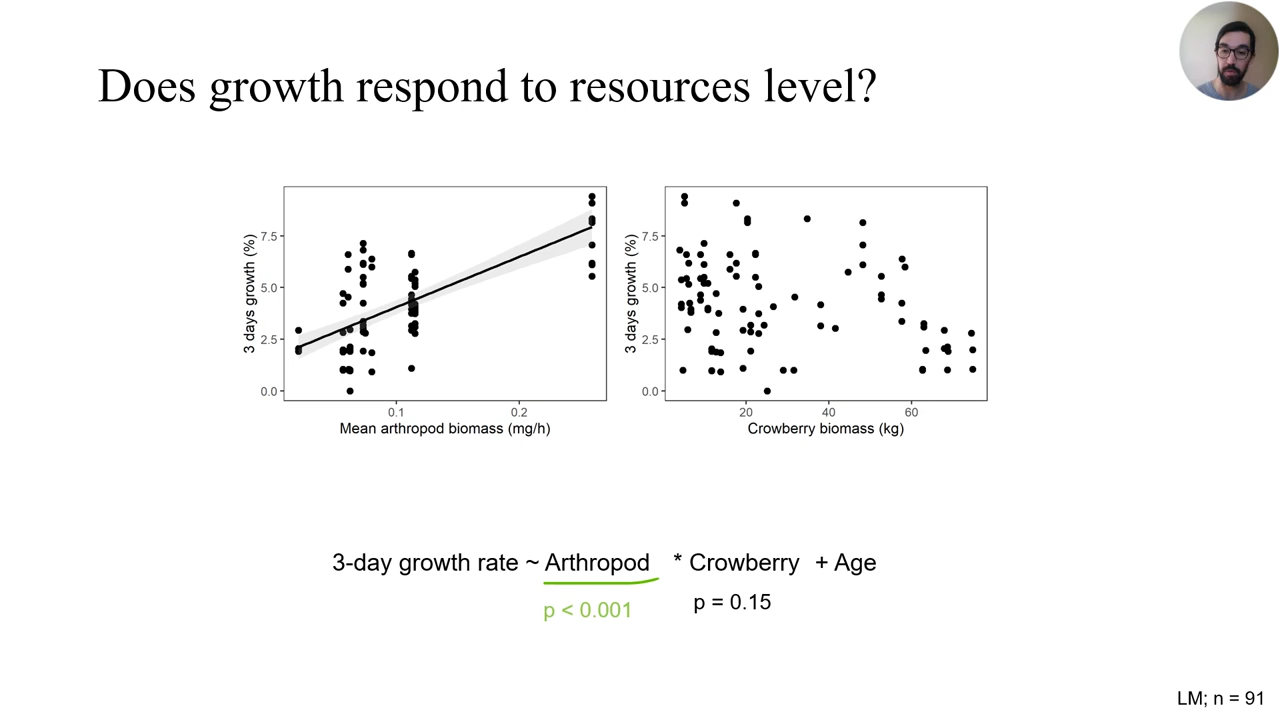 Does growth respond to resources level?
3 days growth (%)
7.5
5.0
2.5
0.0
0.1 0.2
Mean arthropod biomass (mg/h)
3 days growth (%)
7.5
5.0
2.5
0.0
20 40 60
Crowberry biomass (kg)
3-day growth rate ~ Arthropod * Crowberry + Age
p < 0.001 p = 0.15
LM; n = 91